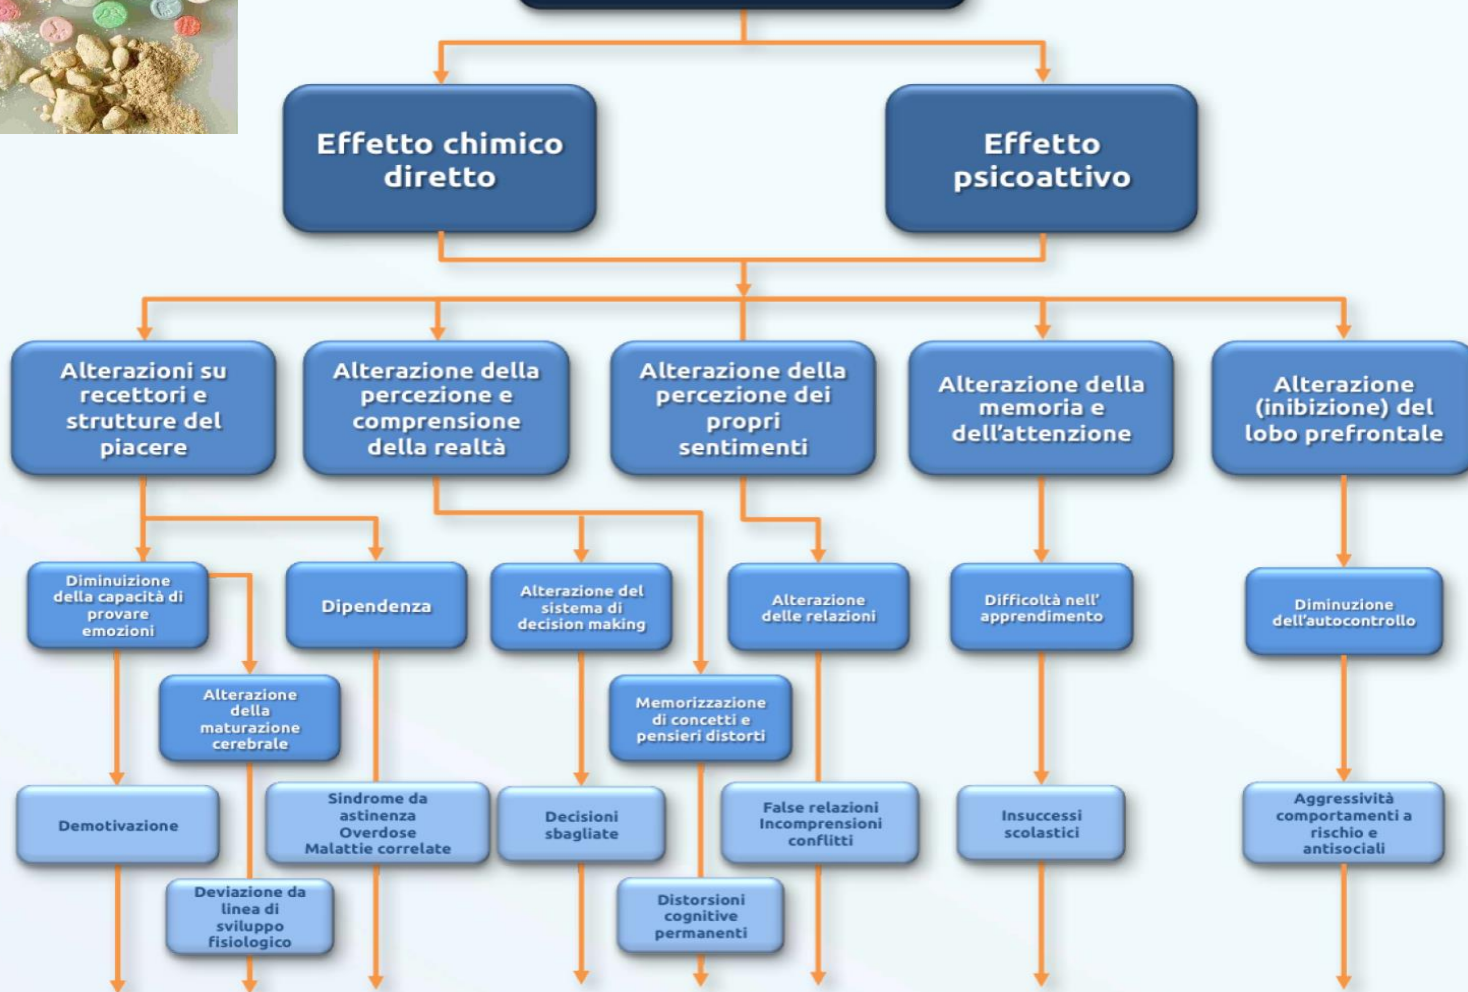 Effetto chimico
diretto
Effetto
psicoattivo
Alterazioni su
recettori e
strutture del
piacere
Alterazione della
percezione e
comprensione
della realtà
Alterazione della
percezione dei
propri
sentimenti
Alterazione della
memoria e
dell'attenzione
Alterazione
(inibizione) del
lobo prefrontale
Diminuizione
della capacità di
provare
emozioni
Dipendenza
Alterazione del
sistema di
decision making
Alterazione
delle relazioni
Difficoltà nell'
apprendimento
Diminuzione
dell'autocontrollo
Alterazione
della
maturazione
cerebrale
Memorizzazione
di concetti e
pensieri distorti
Demotivazione
Sindrome da
astinenza
Overdose
Malattie correlate
Decisioni
sbagliate
False relazioni
Incomprensioni
conflitti
Insuccessi
scolastici
Aggressività
comportamenti a
rischio e
antisociali
Deviazione da
linea di
sviluppo
fisiologico
Distorsioni
cognitive
permanenti